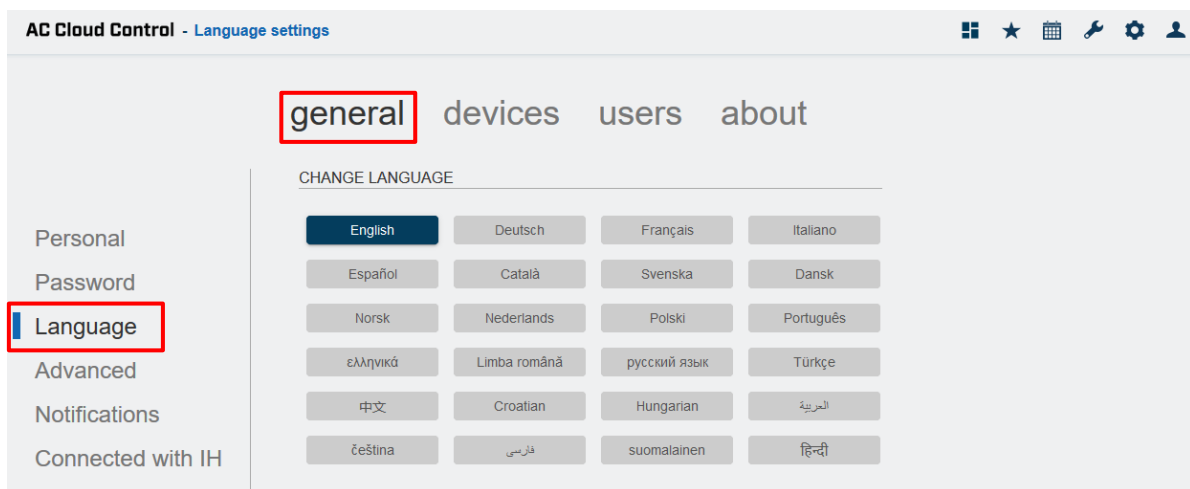 AC Cloud Control - Language settings
general devices users about
CHANGE LANGUAGE
Personal
Password
Language
Advanced
Notifications
Connected with IH
English Deutsch Français Italiano
Español Català Svenska Dansk
Norsk Nederlands Polski Português
ελληνικά Limba română русский язык Türkçe
中文 Croatian Hungarian العربية
čeština فارسی suomalainen हिन्दी